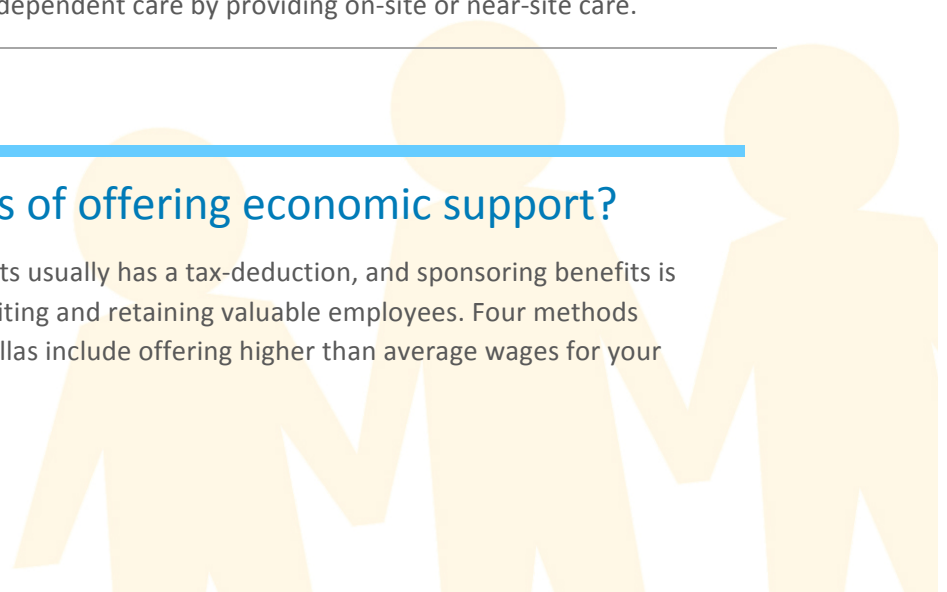 dependent care by providing on-site or near-site care.
s of offering economic support?
ts usually has a tax-deduction, and sponsoring benefits is
iting and retaining valuable employees. Four methods
llas include offering higher than average wages for your